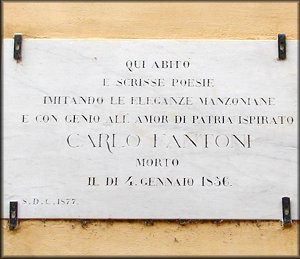 QUI ABITÒ
E SCRISSE POESIE
IMITANDO LE ELEGANZE MANZONIANE
E CON GENIO ALL' AMOR DI PATRIA ISPIRATO
CARLO FANTONI
MORTO
IL DÌ 4. GENNAIO 1856.
S. D. C. 1877.